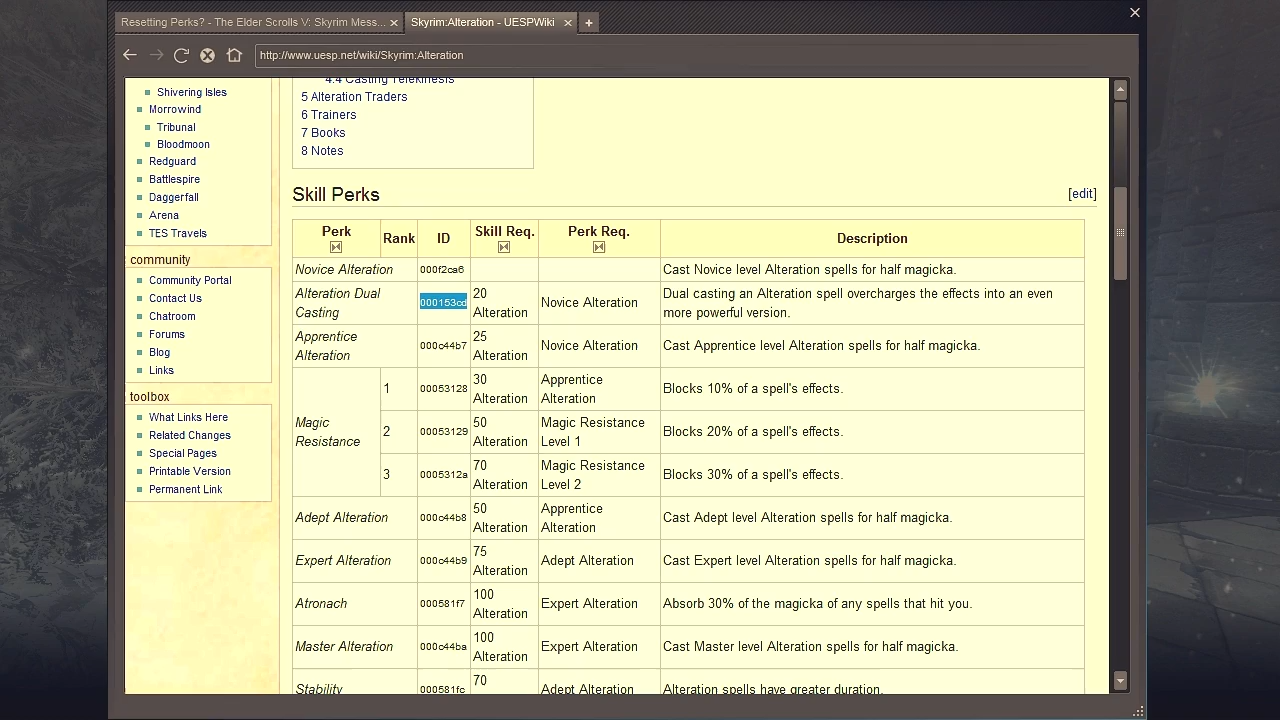 Resetting Perks? - The Elder Scrolls V: Skyrim Mess...
Skyrim:Alteration - UESPWiki
http://www.uesp.net/wiki/Skyrim:Alteration
Shivering Isles
Morrowind
Tribunal
Bloodmoon
Redguard
Battlespire
Daggerfall
Arena
TES Travels
community
Community Portal
Contact Us
Chatroom
Forums
Blog
Links
toolbox
What Links Here
Related Changes
Special Pages
Printable Version
Permanent Link
4.4 Casting Telekinesis
5 Alteration Traders
6 Trainers
7 Books
8 Notes
Skill Perks
[edit]
Perk Rank ID Skill Req. Perk Req. Description
Novice Alteration 000f2ca6 Cast Novice level Alteration spells for half magicka.
Alteration Dual
Casting
000153cd
20
Alteration
Novice Alteration
Dual casting an Alteration spell overcharges the effects into an even
more powerful version.
Apprentice
Alteration
000c44b7
25
Alteration
Novice Alteration
Cast Apprentice level Alteration spells for half magicka.
Magic
Resistance
1
00053128
30
Alteration
Apprentice
Alteration
Blocks 10% of a spell's effects.
2
00053129
50
Alteration
Magic Resistance
Level 1
Blocks 20% of a spell's effects.
3
0005312a
70
Alteration
Magic Resistance
Level 2
Blocks 30% of a spell's effects.
Adept Alteration
000c44b8
50
Alteration
Apprentice
Alteration
Cast Adept level Alteration spells for half magicka.
Expert Alteration
000c44b9
75
Alteration
Adept Alteration
Cast Expert level Alteration spells for half magicka.
Atronach
000581f7
100
Alteration
Expert Alteration
Absorb 30% of the magicka of any spells that hit you.
Master Alteration
000c44ba
100
Alteration
Expert Alteration
Cast Master level Alteration spells for half magicka.
Stability
000581fc
70
Adept Alteration
Alteration spells have greater duration.